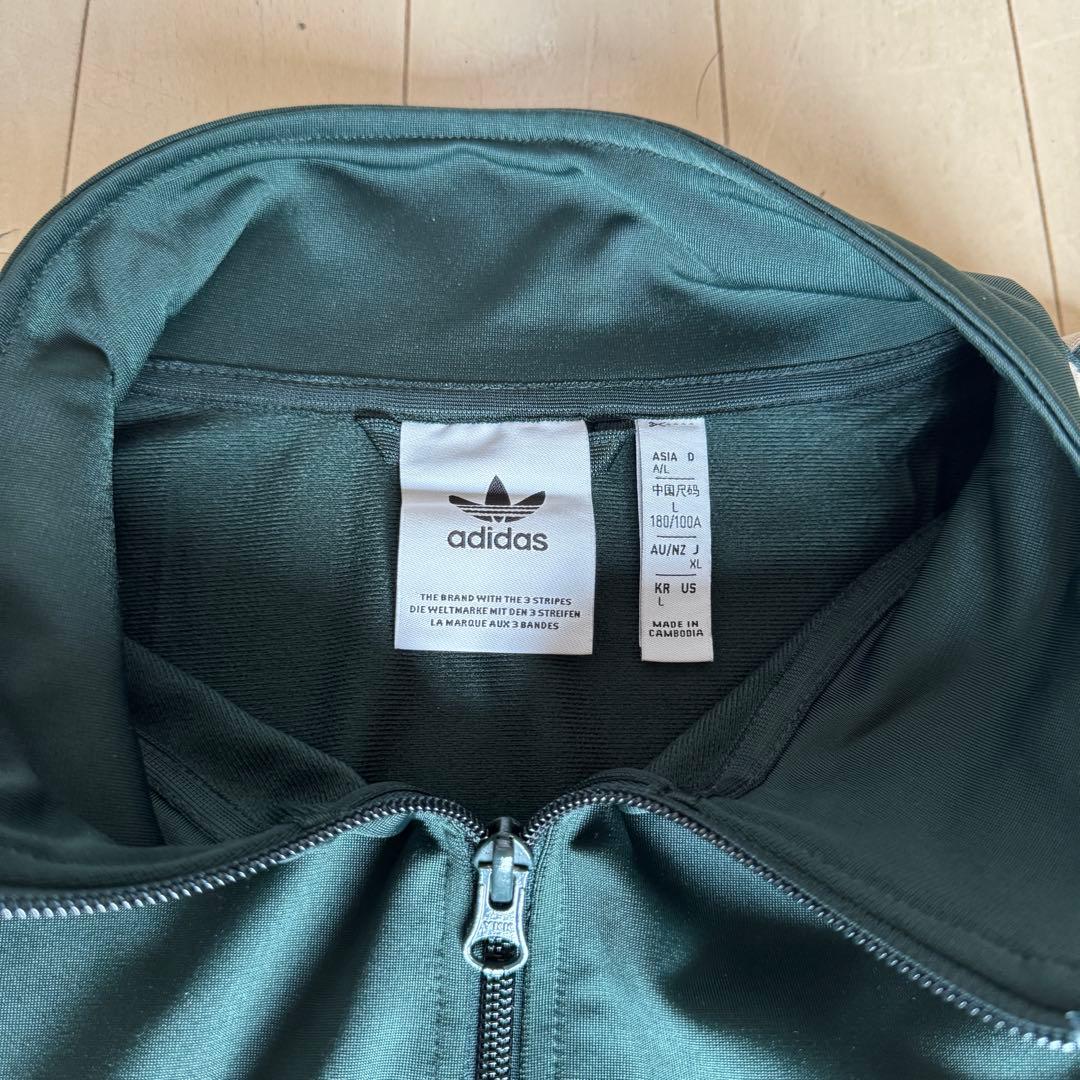 adidas
THE BRAND WITH THE 3 STRIPES
DIE WELTMARKE MIT DEN 3 STREIFEN
LA MARQUE AUX 3 BANDES
ASIA D
A/L
中国尺码
L
180/100A
AU/NZ J
XL
KR US
L
MADE IN
CAMBODIA
YKK